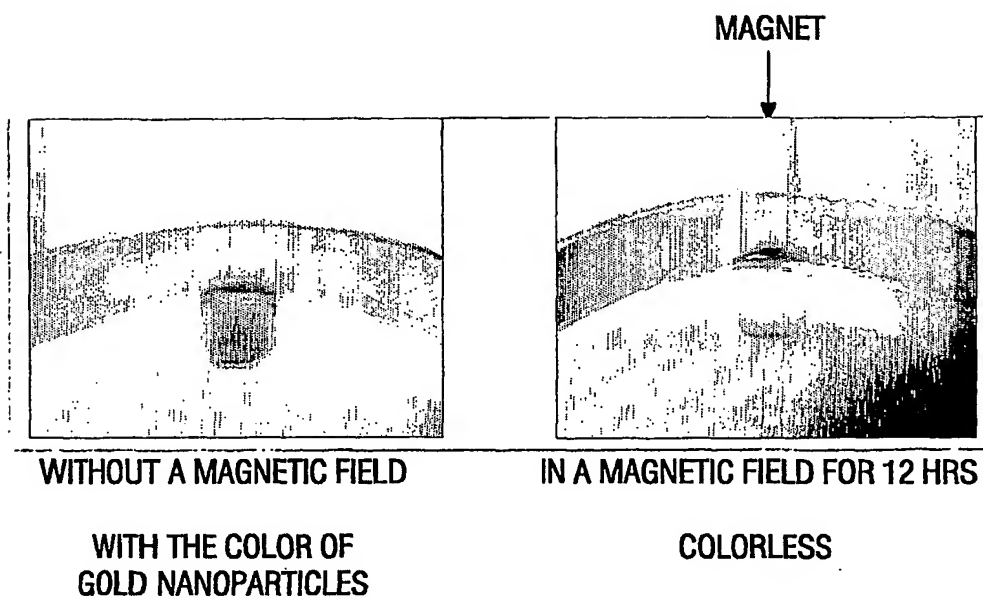 MAGNET
WITHOUT A MAGNETIC FIELD
IN A MAGNETIC FIELD FOR 12 HRS
WITH THE COLOR OF
GOLD NANOPARTICLES
COLORLESS